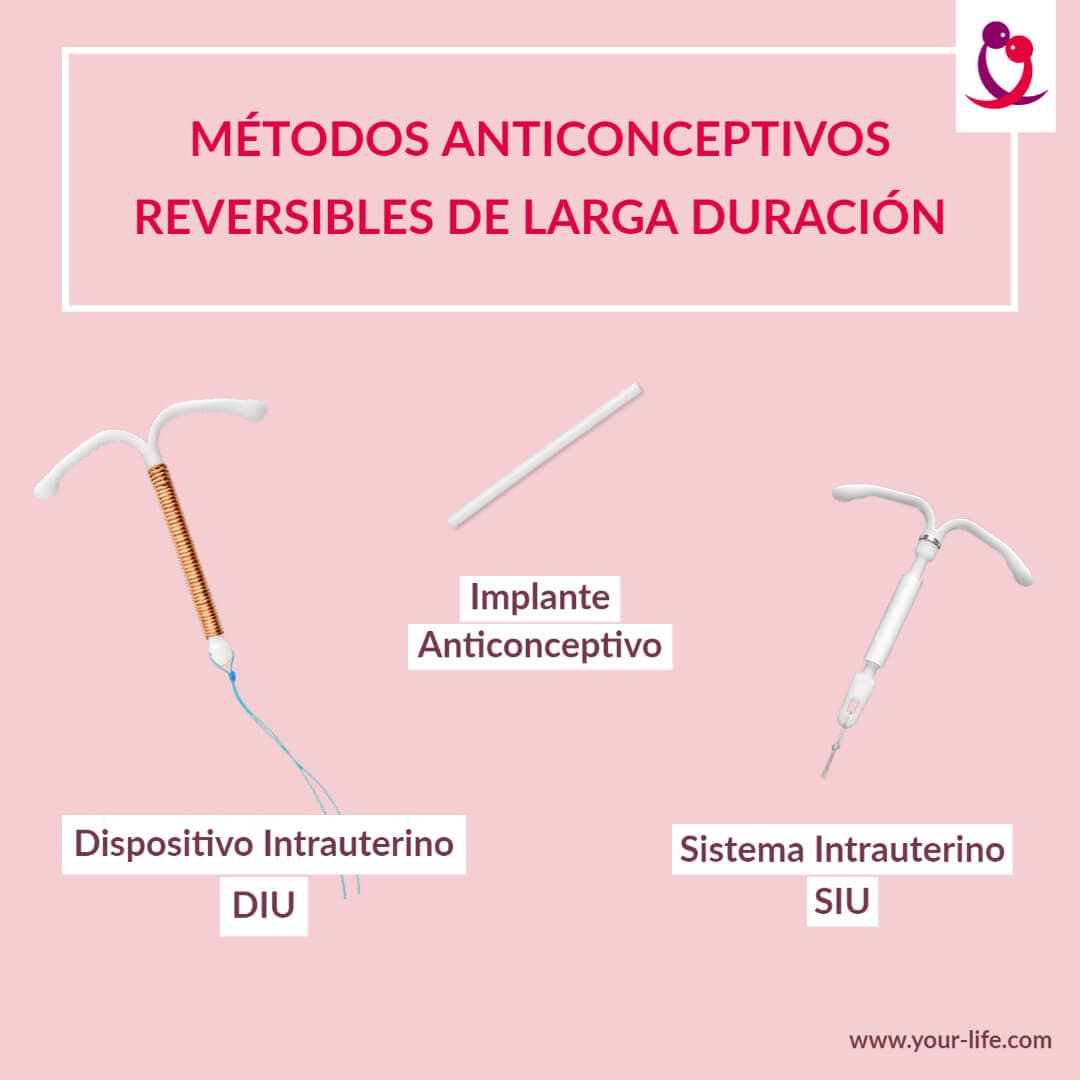 MÉTODOS ANTICONCEPTIVOS
REVERSIBLES DE LARGA DURACIÓN
Implante
Anticonceptivo
Dispositivo Intrauterino
DIU
Sistema Intrauterino
SIU
www.your-life.com